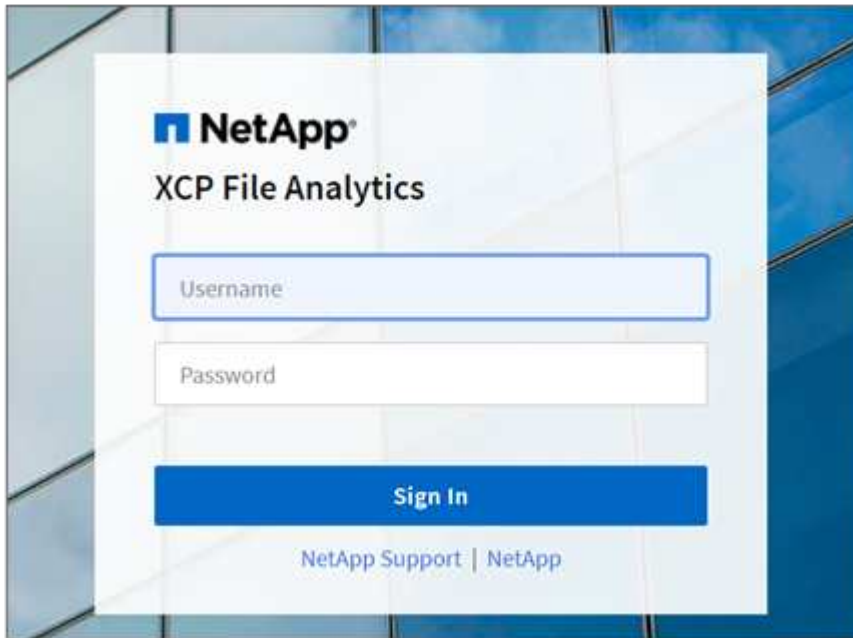 NetApp®
XCP File Analytics
Username
Password
Sign In
NetApp Support | NetApp